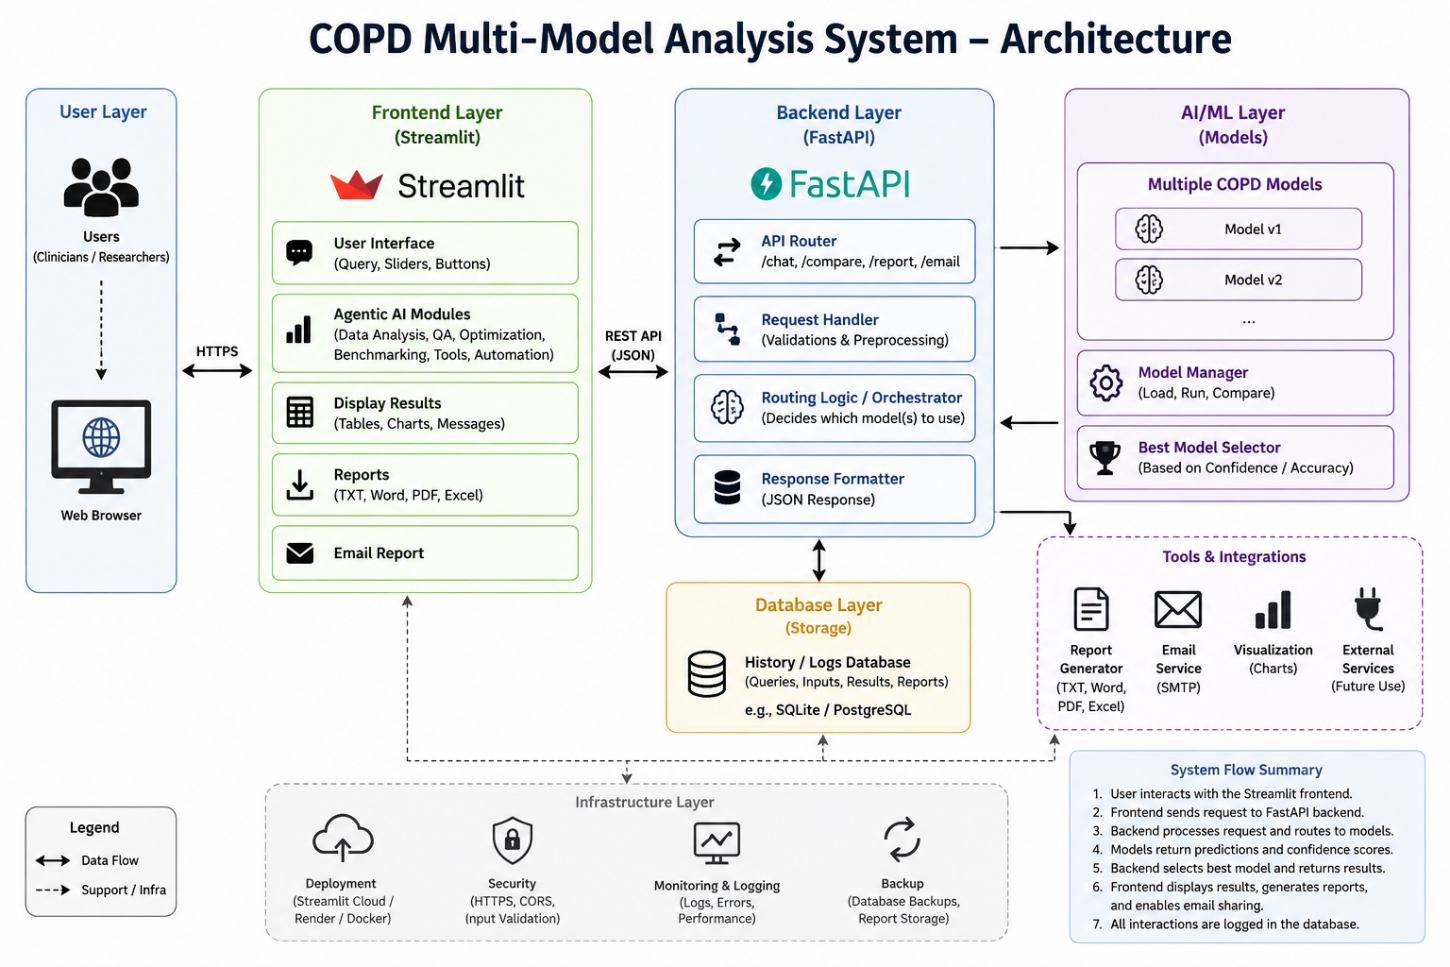 COPD Multi-Model Analysis System – Architecture
User Layer
Users
(Clinicians / Researchers)
Web Browser
HTTPS
Frontend Layer
(Streamlit)
Streamlit
User Interface
(Query, Sliders, Buttons)
Agentic AI Modules
(Data Analysis, QA, Optimization,
Benchmarking, Tools, Automation)
Display Results
(Tables, Charts, Messages)
Reports
(TXT, Word, PDF, Excel)
Email Report
REST API
(JSON)
Backend Layer
(FastAPI)
FastAPI
API Router
/chat, /compare, /report, /email
Request Handler
(Validations & Preprocessing)
Routing Logic / Orchestrator
(Decides which model(s) to use)
Response Formatter
(JSON Response)
AI/ML Layer
(Models)
Multiple COPD Models
Model v1
Model v2
...
Model Manager
(Load, Run, Compare)
Best Model Selector
(Based on Confidence / Accuracy)
Database Layer
(Storage)
History / Logs Database
(Queries, Inputs, Results, Reports)
e.g., SQLite / PostgreSQL
Tools & Integrations
Report
Generator
(TXT, Word,
PDF, Excel)
Email
Service
(SMTP)
Visualization
(Charts)
External
Services
(Future Use)
Infrastructure Layer
Deployment
(Streamlit Cloud /
Render / Docker)
Security
(HTTPS, CORS,
(nput Validation)
Monitoring & Logging
(Logs, Errors,
Performance)
Backup
(Database Backups,
Report Storage)
Legend
Data Flow
Support / Infra
System Flow Summary
1. User interacts with the Streamlit frontend.
2. Frontend sends request to FastAPI backend.
3. Backend processes request and routes to models.
4. Models return predictions and confidence scores.
5. Backend selects best model and returns results.
6. Frontend displays results, generates reports,
and enables email sharing.
7. All interactions are logged in the database.